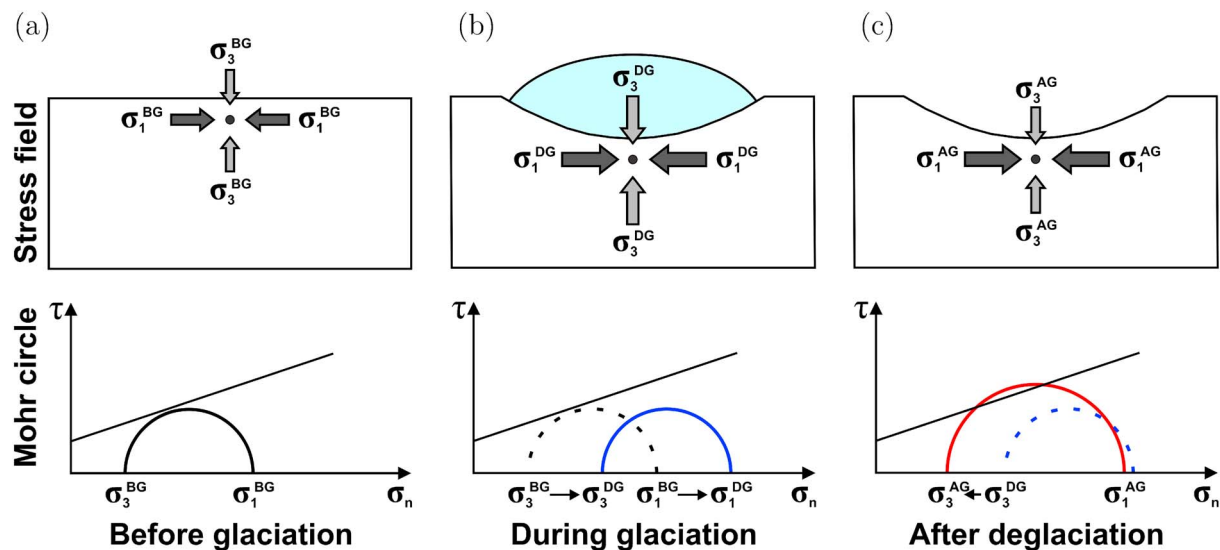 (a)
(b)
(c)
Stress field
σ₃ᴮᴳ
σ₁ᴮᴳ σ₁ᴮᴳ
σ₃ᴮᴳ
σ₃ᴰᴳ
σ₁ᴰᴳ σ₁ᴰᴳ
σ₃ᴰᴳ
σ₃ᴬᴳ
σ₁ᴬᴳ σ₁ᴬᴳ
σ₃ᴬᴳ
Mohr circle
τ
σ₃ᴮᴳ σ₁ᴮᴳ σₙ
Before glaciation
τ
σ₃ᴮᴳ→σ₃ᴰᴳ σ₁ᴮᴳ→σ₁ᴰᴳ σₙ
During glaciation
τ
σ₃ᴬᴳ←σ₃ᴰᴳ σ₁ᴬᴳ σₙ
After deglaciation